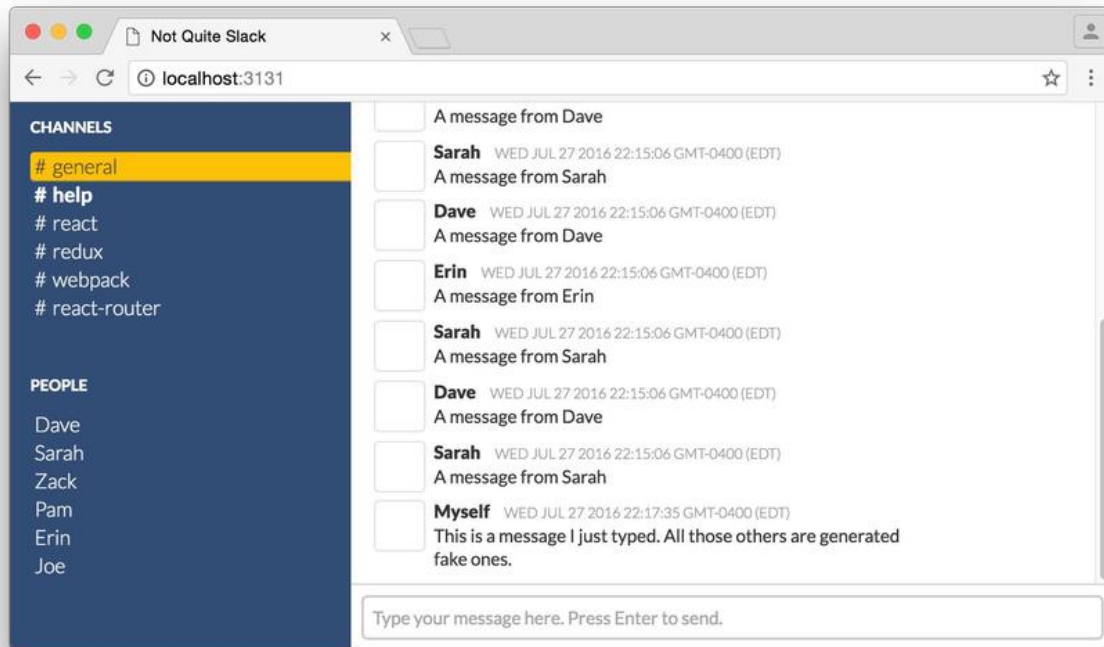 Not Quite Slack
localhost:3131
CHANNELS
# general
# help
# react
# redux
# webpack
# react-router
PEOPLE
Dave
Sarah
Zack
Pam
Erin
Joe
A message from Dave
Sarah WED JUL 27 2016 22:15:06 GMT-0400 (EDT)
A message from Sarah
Dave WED JUL 27 2016 22:15:06 GMT-0400 (EDT)
A message from Dave
Erin WED JUL 27 2016 22:15:06 GMT-0400 (EDT)
A message from Erin
Sarah WED JUL 27 2016 22:15:06 GMT-0400 (EDT)
A message from Sarah
Dave WED JUL 27 2016 22:15:06 GMT-0400 (EDT)
A message from Dave
Sarah WED JUL 27 2016 22:15:06 GMT-0400 (EDT)
A message from Sarah
Myself WED JUL 27 2016 22:17:35 GMT-0400 (EDT)
This is a message I just typed. All those others are generated
fake ones.
Type your message here. Press Enter to send.